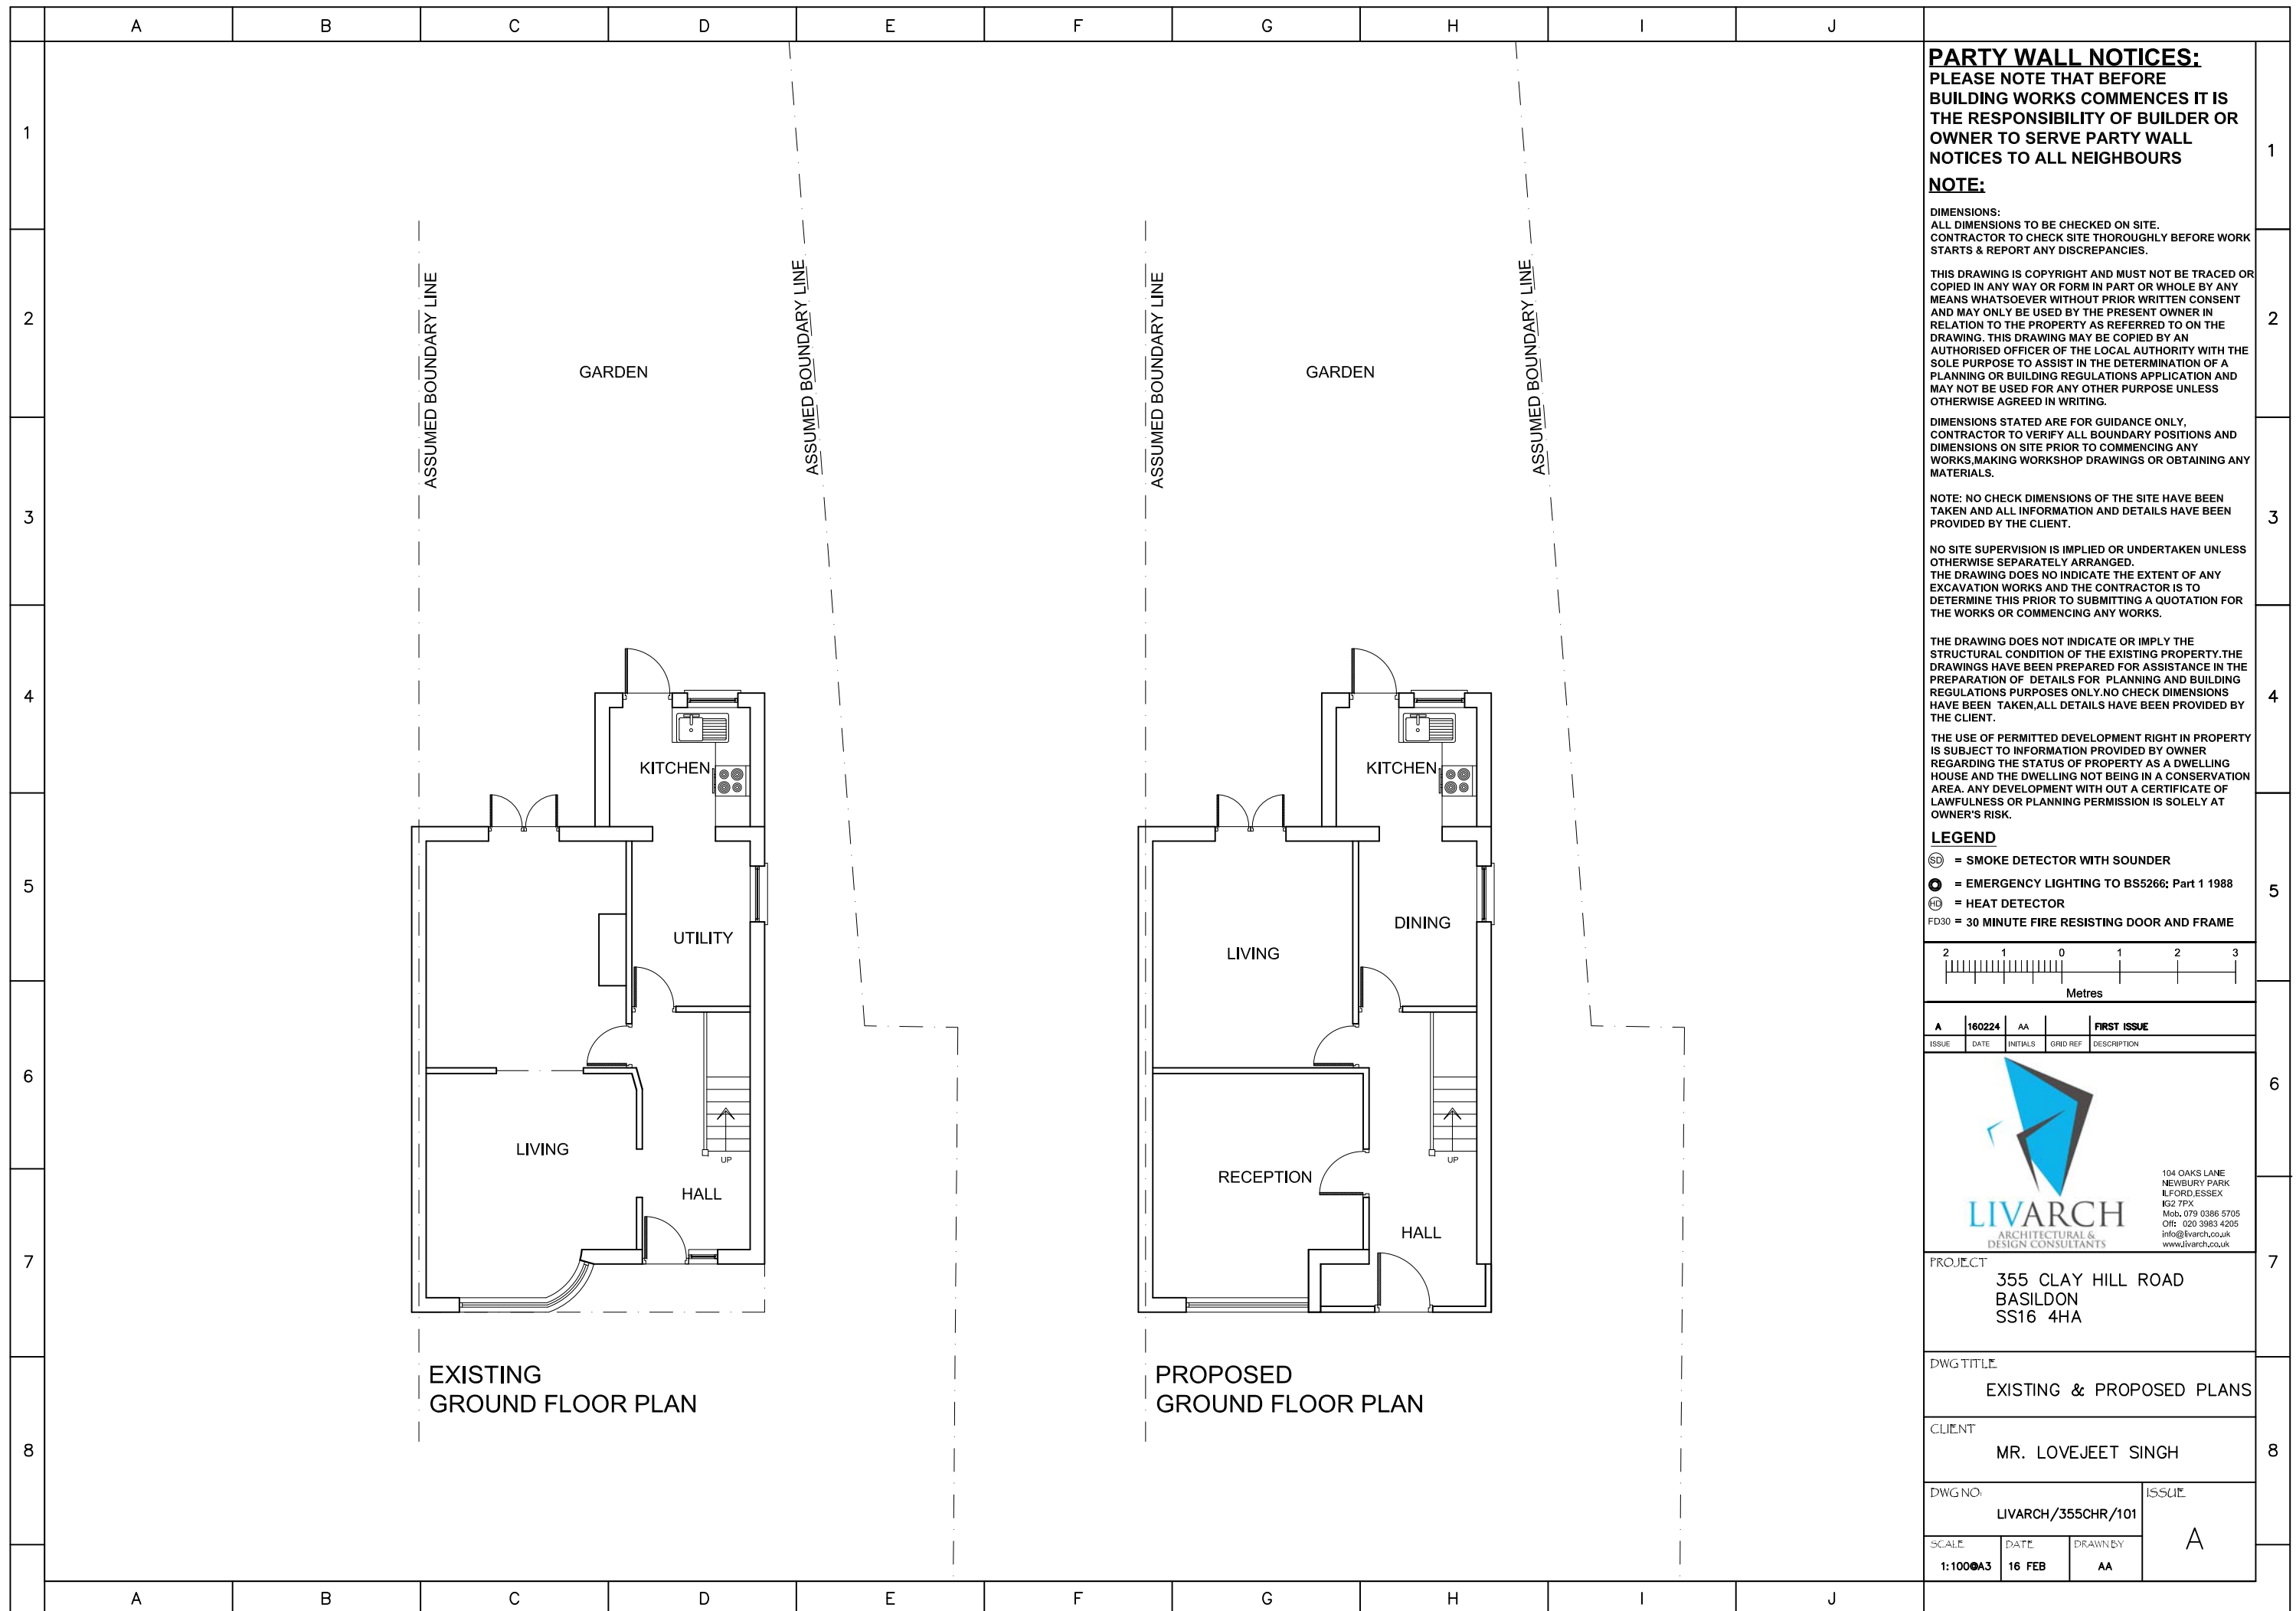 A B C D E F G H I J
1
2
3
4
5
6
7
8
ASSUMED BOUNDARY LINE
GARDEN
ASSUMED BOUNDARY LINE
KITCHEN
UTILITY
LIVING
UP
HALL
EXISTING
GROUND FLOOR PLAN
ASSUMED BOUNDARY LINE
GARDEN
ASSUMED BOUNDARY LINE
KITCHEN
DINING
LIVING
UP
RECEPTION
HALL
PROPOSED
GROUND FLOOR PLAN
PARTY WALL NOTICES:
PLEASE NOTE THAT BEFORE
BUILDING WORKS COMMENCES IT IS
THE RESPONSIBILITY OF BUILDER OR
OWNER TO SERVE PARTY WALL
NOTICES TO ALL NEIGHBOURS
NOTE:
DIMENSIONS:
ALL DIMENSIONS TO BE CHECKED ON SITE.
CONTRACTOR TO CHECK SITE THOROUGHLY BEFORE WORK
STARTS & REPORT ANY DISCREPANCIES.
THIS DRAWING IS COPYRIGHT AND MUST NOT BE TRACED OR
COPIED IN ANY WAY OR FORM IN PART OR WHOLE BY ANY
MEANS WHATSOEVER WITHOUT PRIOR WRITTEN CONSENT
AND MAY ONLY BE USED BY THE PRESENT OWNER IN
RELATION TO THE PROPERTY AS REFERRED TO ON THE
DRAWING. THIS DRAWING MAY BE COPIED BY AN
AUTHORISED OFFICER OF THE LOCAL AUTHORITY WITH THE
SOLE PURPOSE TO ASSIST IN THE DETERMINATION OF A
PLANNING OR BUILDING REGULATIONS APPLICATION AND
MAY NOT BE USED FOR ANY OTHER PURPOSE UNLESS
OTHERWISE AGREED IN WRITING.
DIMENSIONS STATED ARE FOR GUIDANCE ONLY,
CONTRACTOR TO VERIFY ALL BOUNDARY POSITIONS AND
DIMENSIONS ON SITE PRIOR TO COMMENCING ANY
WORKS,MAKING WORKSHOP DRAWINGS OR OBTAINING ANY
MATERIALS.
NOTE: NO CHECK DIMENSIONS OF THE SITE HAVE BEEN
TAKEN AND ALL INFORMATION AND DETAILS HAVE BEEN
PROVIDED BY THE CLIENT.
NO SITE SUPERVISION IS IMPLIED OR UNDERTAKEN UNLESS
OTHERWISE SEPARATELY ARRANGED.
THE DRAWING DOES NO INDICATE THE EXTENT OF ANY
EXCAVATION WORKS AND THE CONTRACTOR IS TO
DETERMINE THIS PRIOR TO SUBMITTING A QUOTATION FOR
THE WORKS OR COMMENCING ANY WORKS.
THE DRAWING DOES NOT INDICATE OR IMPLY THE
STRUCTURAL CONDITION OF THE EXISTING PROPERTY.THE
DRAWINGS HAVE BEEN PREPARED FOR ASSISTANCE IN THE
PREPARATION OF DETAILS FOR PLANNING AND BUILDING
REGULATIONS PURPOSES ONLY.NO CHECK DIMENSIONS
HAVE BEEN TAKEN,ALL DETAILS HAVE BEEN PROVIDED BY
THE CLIENT.
THE USE OF PERMITTED DEVELOPMENT RIGHT IN PROPERTY
IS SUBJECT TO INFORMATION PROVIDED BY OWNER
REGARDING THE STATUS OF PROPERTY AS A DWELLING
HOUSE AND THE DWELLING NOT BEING IN A CONSERVATION
AREA. ANY DEVELOPMENT WITH OUT A CERTIFICATE OF
LAWFULNESS OR PLANNING PERMISSION IS SOLELY AT
OWNER'S RISK.
LEGEND
SD = SMOKE DETECTOR WITH SOUNDER
= EMERGENCY LIGHTING TO BS5266: Part 1 1988
HD = HEAT DETECTOR
FD30 = 30 MINUTE FIRE RESISTING DOOR AND FRAME
2 1 0 1 2 3
Metres
A 160224 AA FIRST ISSUE
ISSUE DATE INITIALS GRID REF DESCRIPTION
LIVARCH
ARCHITECTURAL &
DESIGN CONSULTANTS
104 OAKS LANE
NEWBURY PARK
ILFORD,ESSEX
IG2 7PX
Mob. 079 0386 5705
Off: 020 3983 4205
info@livarch.co.uk
www.livarch.co.uk
PROJECT
355 CLAY HILL ROAD
BASILDON
SS16 4HA
DWG TITLE
EXISTING & PROPOSED PLANS
CLIENT
MR. LOVEJEET SINGH
DWG NO:
LIVARCH/355CHR/101
ISSUE
A
SCALE DATE DRAWN BY
1:100@A3 16 FEB AA
1
2
3
4
5
6
7
8
A B C D E F G H I J